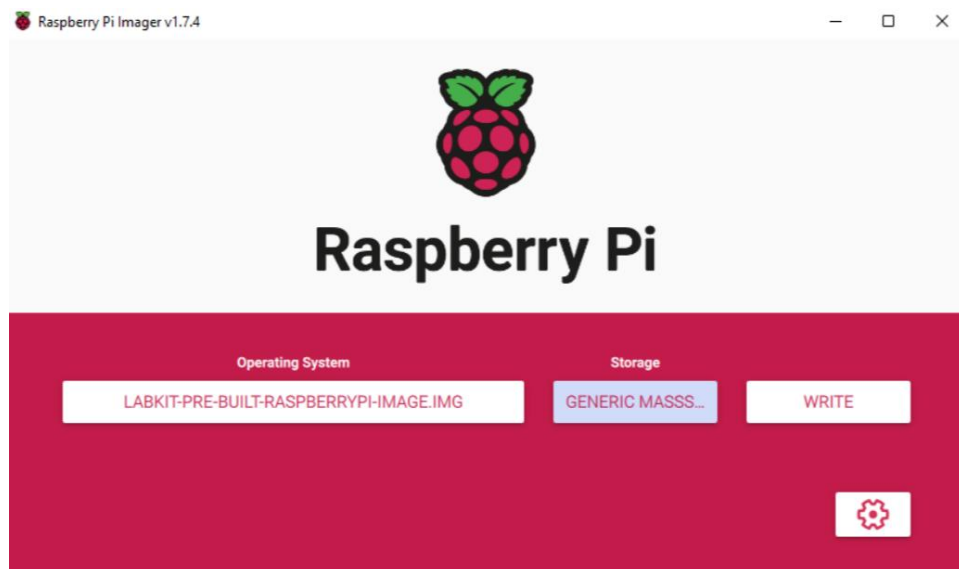 Raspberry Pi Imager v1.7.4
Raspberry Pi
Operating System
Storage
LABKIT-PRE-BUILT-RASPBERRYPI-IMAGE.IMG
GENERIC MASSS...
WRITE